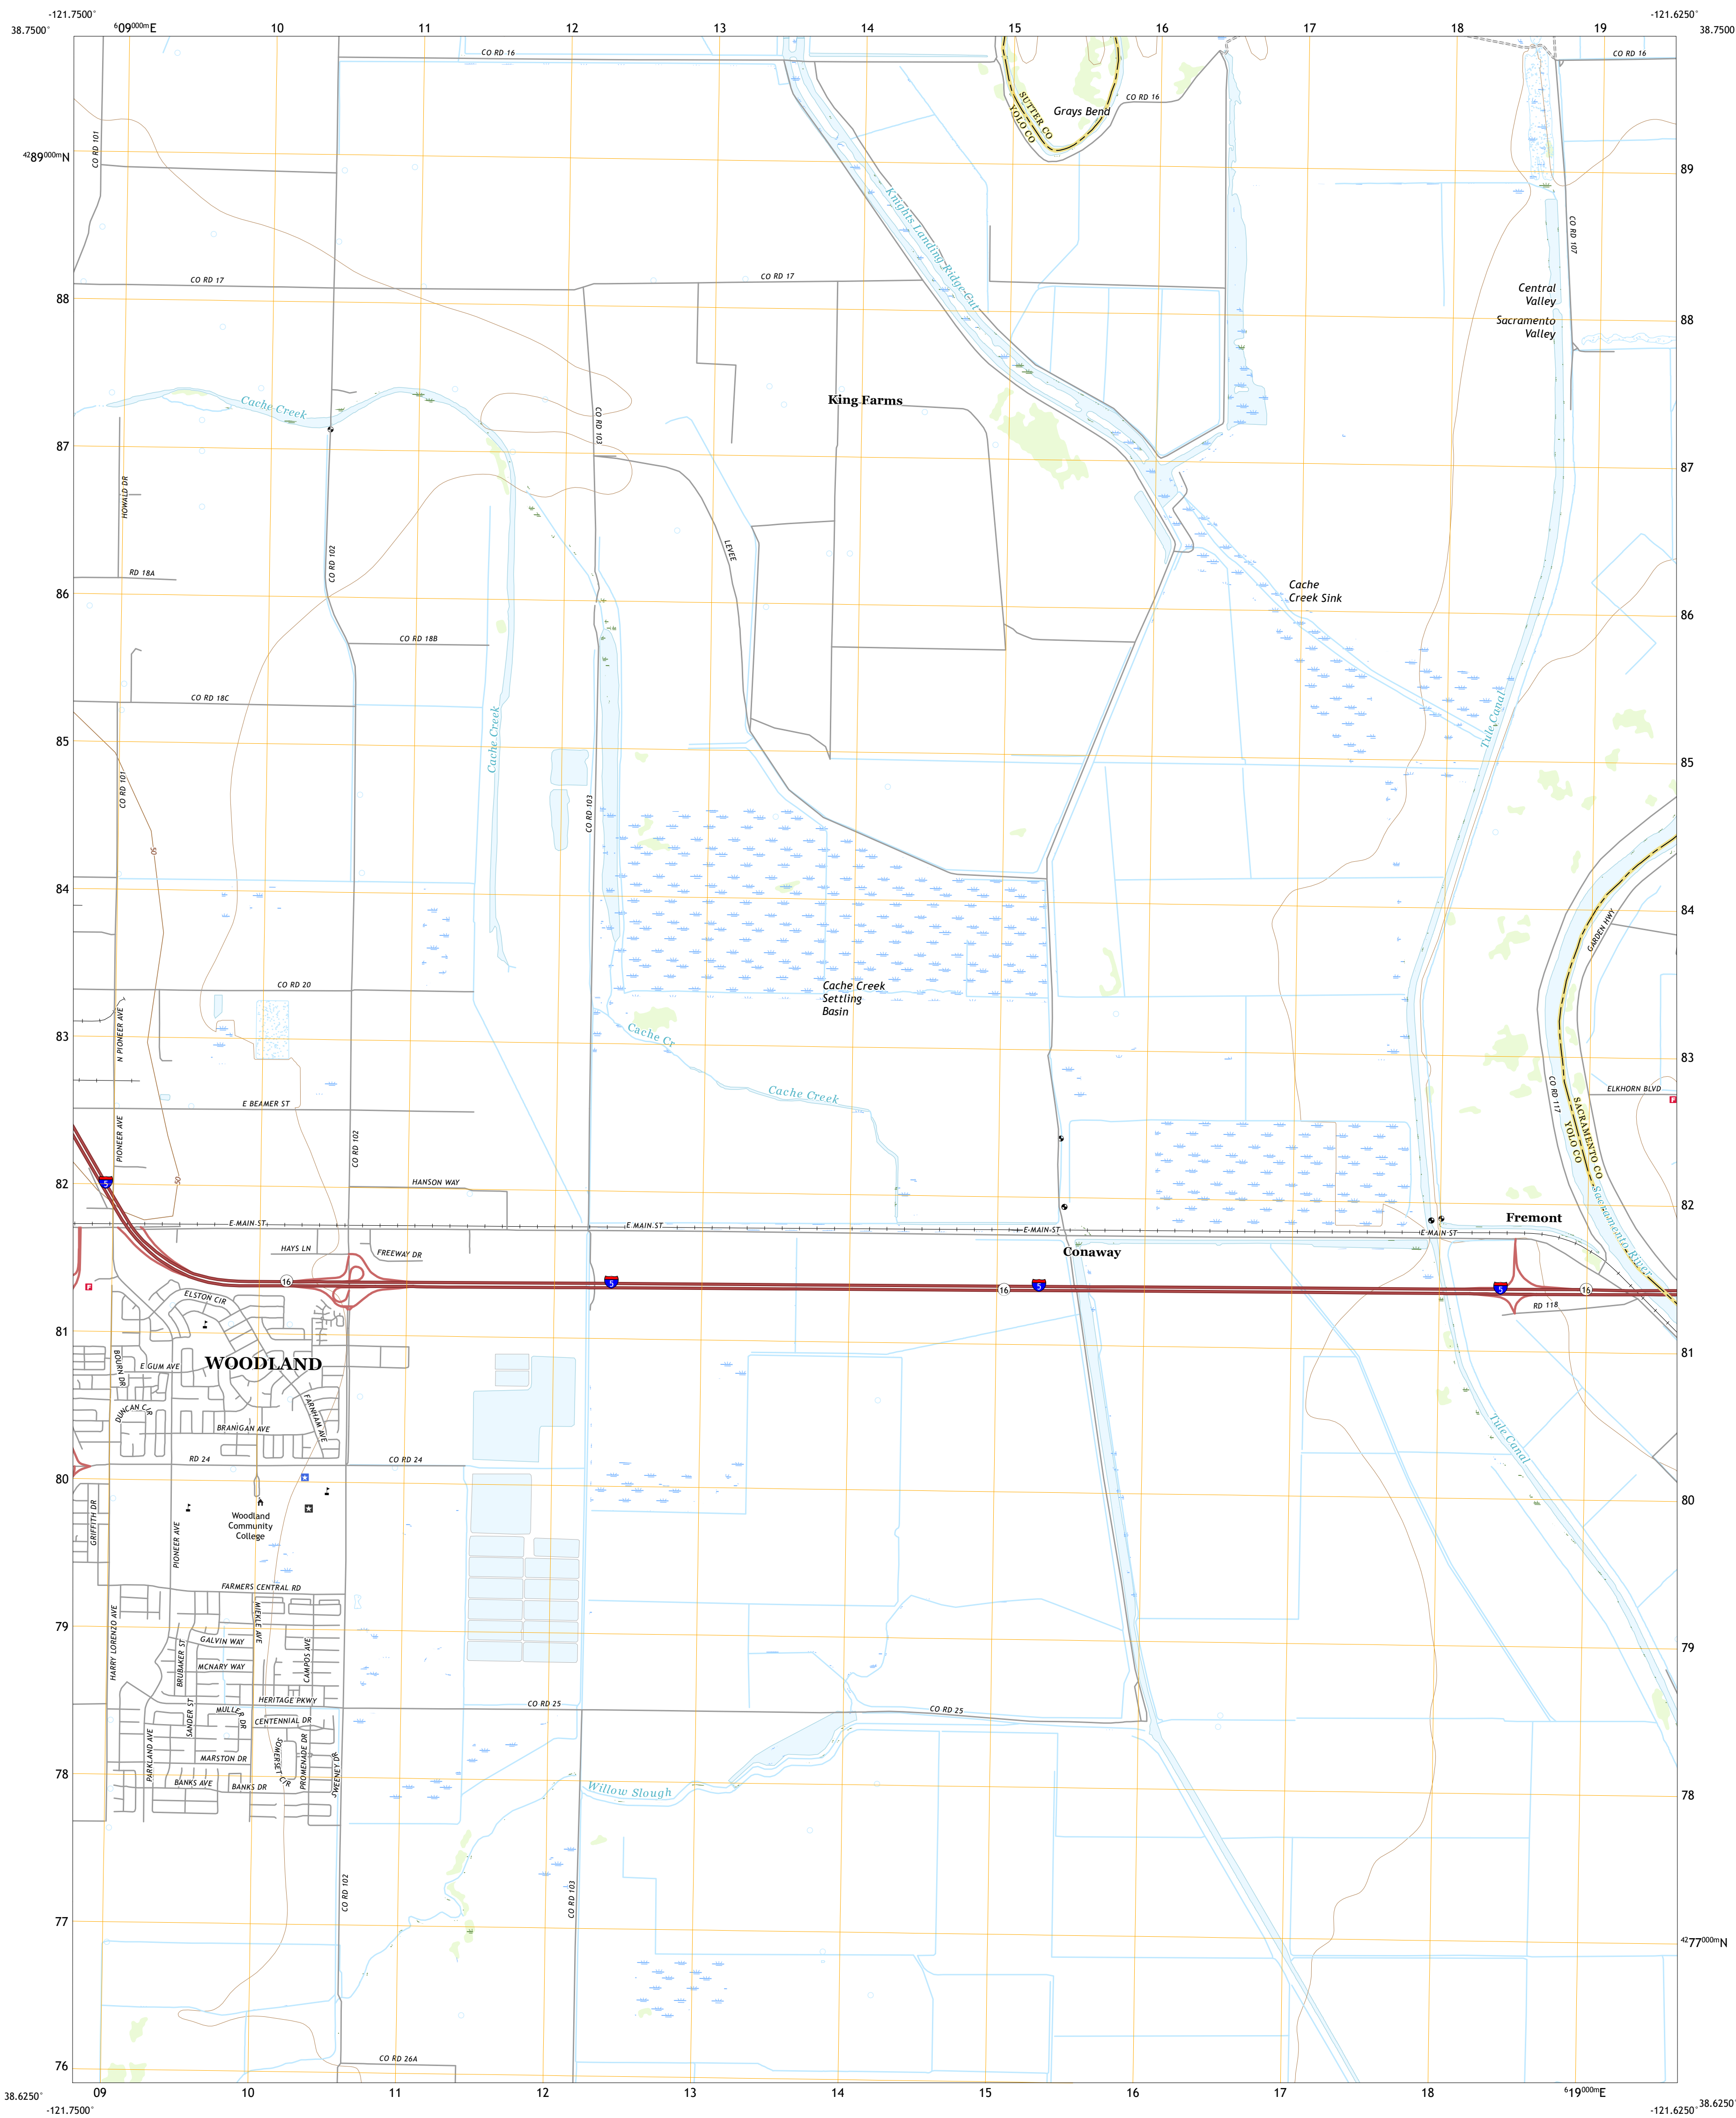 -121.7500°
-121.6250°
38.7500°
⁶09⁰⁰⁰ᵐE
10
11
12
13
14
15
16
17
18
19
38.7500
CO RD 16
CO RD 16
CO RD 16
Grays Bend
SUTTER CO
YOLO CO
CO RD 101
⁴²89⁰⁰⁰ᵐN
89
Knights Landing Ridge Cut
CO RD 107
CO RD 17
CO RD 17
Central
Valley
88
88
Sacramento
Valley
Cache Creek
King Farms
CO RD 103
87
87
HOWALD DR
LEVEE
CO RD 102
RD 18A
Cache
Creek Sink
86
86
CO RD 18B
CO RD 18C
Tule Canal
Cache Creek
85
85
CO RD 101
CO RD 103
50
84
84
GARDEN HWY
CO RD 20
Cache Creek
Settling
Basin
N PIONEER AVE
Cache Cr
83
83
ELKHORN BLVD
F
CO RD 117
Cache Creek
E BEAMER ST
SACRAMENTO CO
YOLO CO
PIONEER AVE
CO RD 102
50
82
5
HANSON WAY
82
Sacramento River
Fremont
E MAIN ST
E MAIN ST
E MAIN ST
E MAIN ST
HAYS LN
FREEWAY DR
Conaway
F
16
5
16
5
5
16
ELSTON CIR
RD 118
81
81
BOURN DR
E GUM AVE
WOODLAND
DUNCAN CIR
FARNHAM AVE
BRANIGAN AVE
Tule Canal
RD 24
CO RD 24
80
80
GRIFFITH DR
PIONEER AVE
Woodland
Community
College
FARMERS CENTRAL RD
HARRY LORENZO AVE
MIEKLE AVE
79
79
GALVIN WAY
BRUBAKER ST
CAMPOS AVE
MCNARY WAY
HERITAGE PKWY
CO RD 25
CO RD 25
SANDER ST
MULLER DR
CENTENNIAL DR
PARKLAND AVE
SOMERSET CIR
PROMENADE DR
SWEENEY DR
MARSTON DR
78
BANKS AVE
BANKS DR
Willow Slough
78
CO RD 102
CO RD 103
77
⁴²77⁰⁰⁰ᵐN
76
CO RD 26A
38.6250°
09
10
11
12
13
14
15
16
17
18
⁶19⁰⁰⁰ᵐE
38.6250°
-121.7500°
-121.6250°